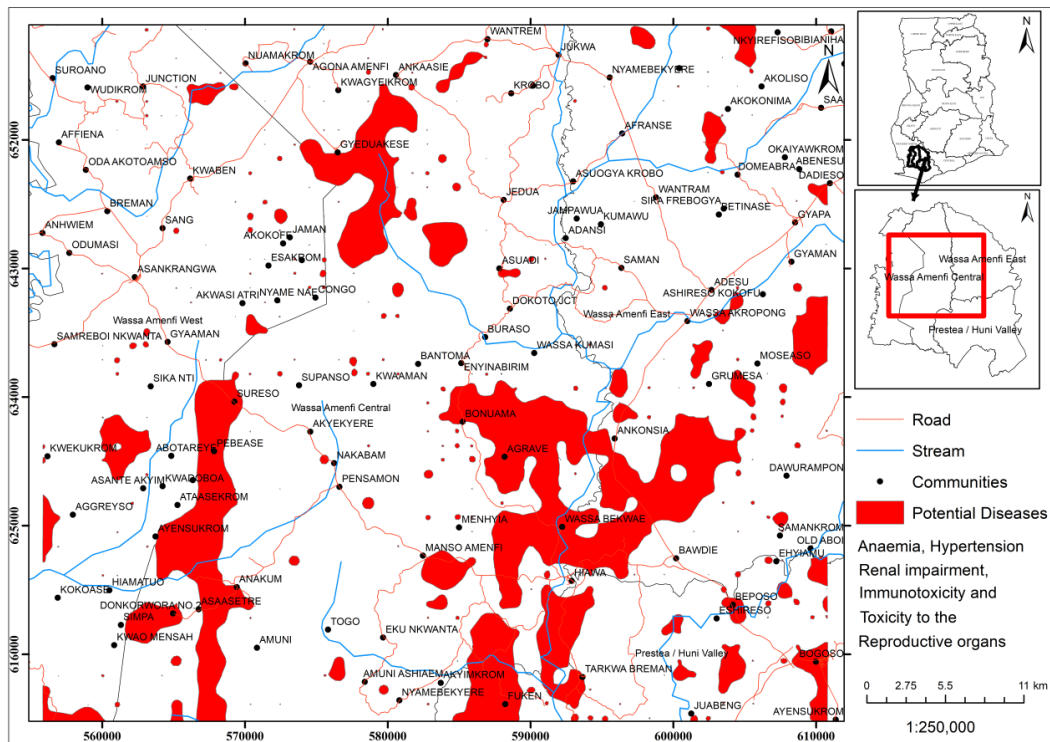 WANTREM
NKYIREFISO
BIBIANIHA
N
JUKWA
NUAMAKROM
AGONA AMENFI
ANKAASIE
SUROANO
JUNCTION
KWAGYEIKROM
NYAMEBEKYERE
AKOLISO
WUDIKROM
KROBO
AKOKONIMA
SAA
AFFIENA
AFRANSE
652000
GYEDUAKESE
OKAIYAWKROM
ODA AKOTOAMSO
KWABEN
ASUOGYA KROBO
DOMEABRA
ABENESU
DADIESO
JEDUA
WANTRAM
SIKA FREBOGYA
BREMAN
JAMPAWUA
KUMAWU
BETINASE
GYAPA
ANHWIEM
SANG
AKOKOFE
JAMAN
ADANSI
ODUMASI
ESAKROM
ASUADI
SAMAN
GYAMAN
643000
ASANKRANGWA
AKWASI ATRI
NYAME NAE
CONGO
DOKOTO JCT
ADESU
ASHIRESO KOKOFU
Wassa Amenfi West
Wassa Amenfi East
WASSA AKROPONG
SAMREBOI NKWANTA
GYAAMAN
BURASO
WASSA KUMASI
BANTOMA
ENYINABIRIM
MOSEASO
SIKA NTI
SUPANSO
KWAAMAN
GRUMESA
634000
SURESO
Wassa Amenfi Central
BONUAMA
AKYEKYERE
ANKONSIA
KWEKUKROM
ABOTAREYE
PEBEASE
NAKABAM
AGRAVE
ASANTE AKYIM
KWADOBOA
PENSAMON
DAWURAMPON
AGGREYSO
ATAASEKROM
625000
AYENSUKROM
MENHYIA
WASSA BEKWAE
SAMANKROM
OLD ABOI
MANSO AMENFI
BAWDIE
EHYIAMU
HIAMATUO
ANAKUM
HIAWA
KOKOASE
DONKORWORA NO.2
ASAASETRE
BEPOSO
SIMPA
ESHIRESO
KWAO MENSAH
AMUNI
TOGO
EKU NKWANTA
616000
Prestea / Huni Valley
BOGOSO
AMUNI ASHIAEM
AKYIMKROM
TARKWA BREMAN
NYAMEBEKYERE
FUKEN
JUABENG
AYENSUKROM
560000 570000 580000 590000 600000 610000
N
N
Wassa Amenfi East
Wassa Amenfi Central
Prestea / Huni Valley
Road
Stream
Communities
Potential Diseases
Anaemia, Hypertension
Renal impairment,
Immunotoxicity and
Toxicity to the
Reproductive organs
0 2.75 5.5 11 km
1:250,000